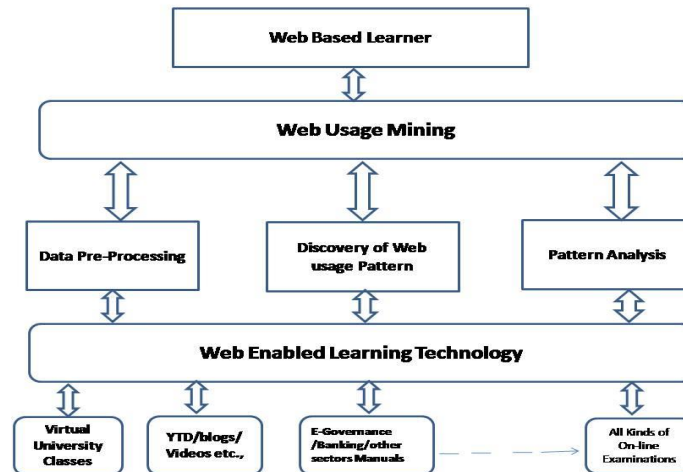 Web Based Learner
Web Usage Mining
Data Pre-Processing
Discovery of Web
usage Pattern
Pattern Analysis
Web Enabled Learning Technology
Virtual
University
Classes
YTD/blogs/
Videos etc.,
E-Governance
/Banking/other
sectors Manuals
All Kinds of
On-line
Examinations